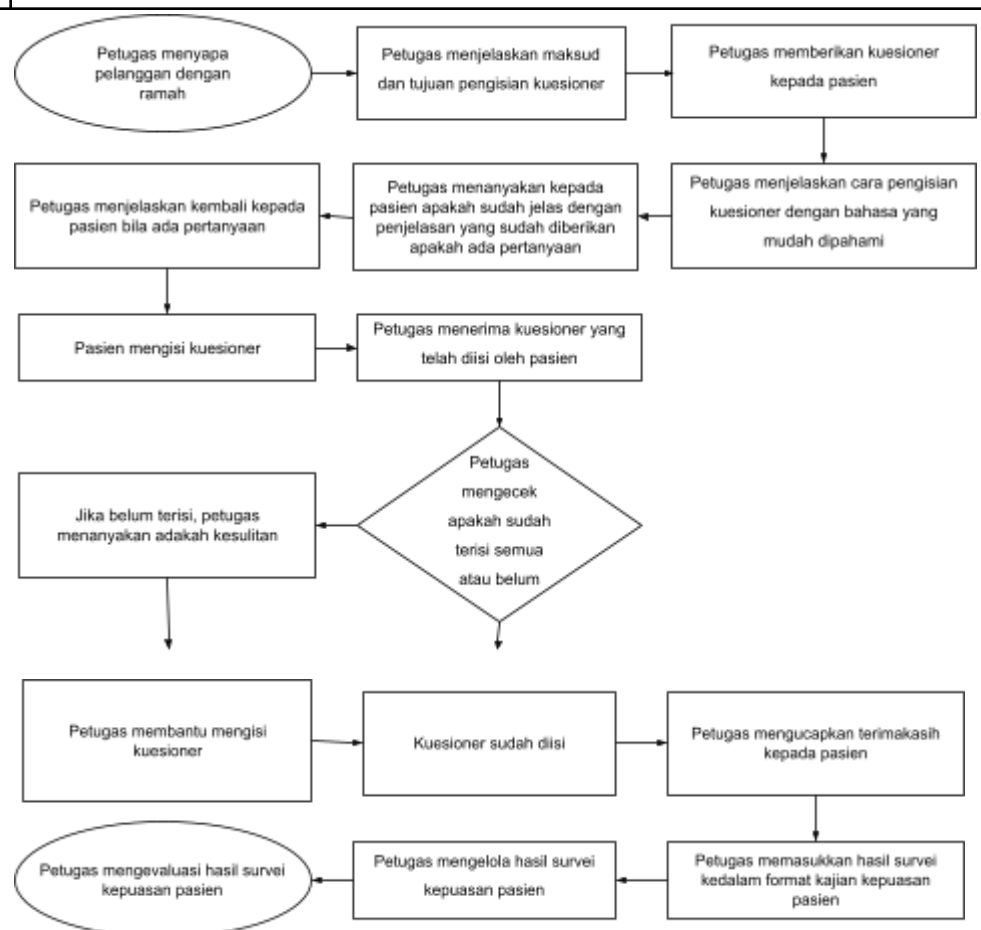 Petugas menyapa
pelanggan dengan
ramah
Petugas menjelaskan maksud
dan tujuan pengisian kuesioner
Petugas memberikan kuesioner
kepada pasien
Petugas menjelaskan cara pengisian
kuesioner dengan bahasa yang
mudah dipahami
Petugas menanyakan kepada
pasien apakah sudah jelas dengan
penjelasan yang sudah diberikan
apakah ada pertanyaan
Petugas menjelaskan kembali kepada
pasien bila ada pertanyaan
Pasien mengisi kuesioner
Petugas menerima kuesioner yang
telah diisi oleh pasien
Petugas
mengecek
apakah sudah
terisi semua
atau belum
Jika belum terisi, petugas
menanyakan adakah kesulitan
Petugas membantu mengisi
kuesioner
Kuesioner sudah diisi
Petugas mengucapkan terimakasih
kepada pasien
Petugas memasukkan hasil survei
kedalam format kajian kepuasan
pasien
Petugas mengelola hasil survei
kepuasan pasien
Petugas mengevaluasi hasil survei
kepuasan pasien